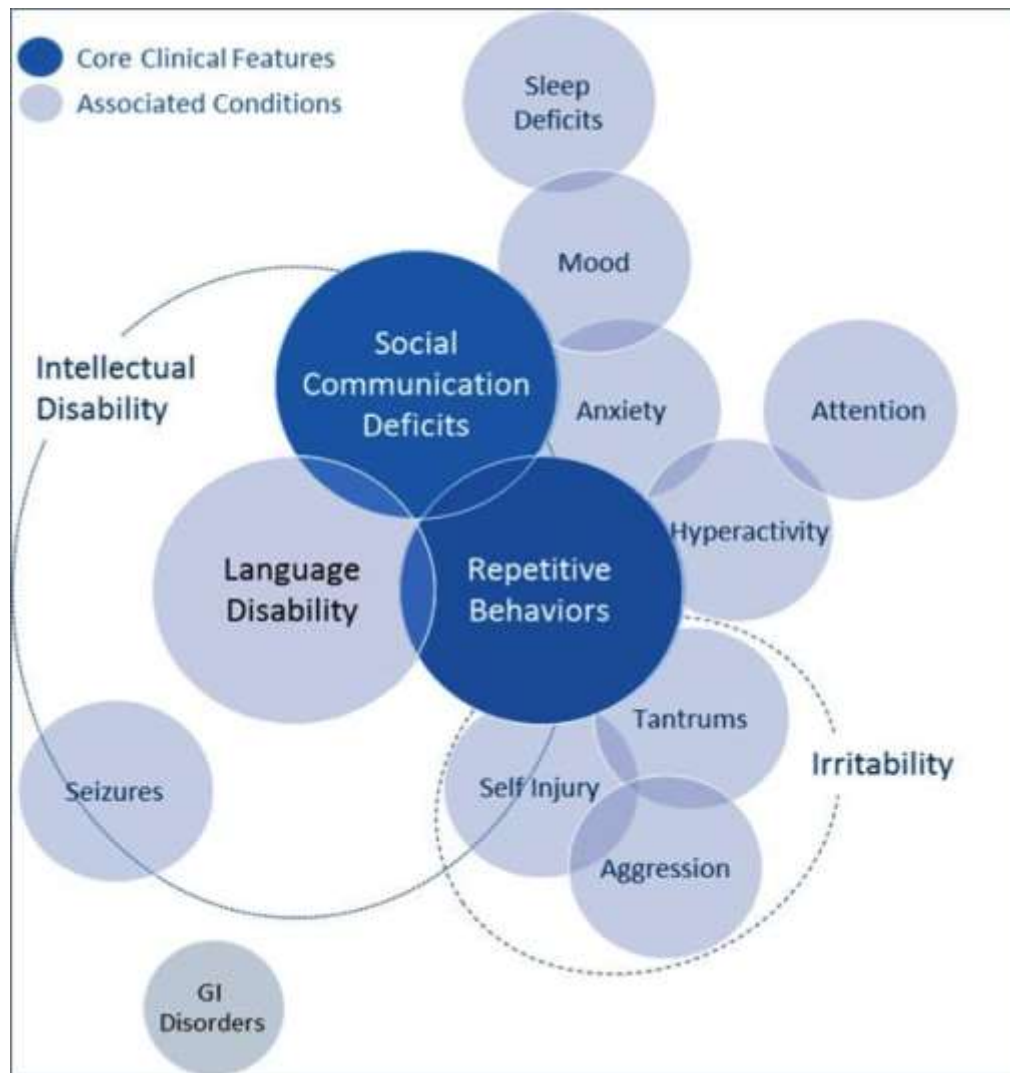 Core Clinical Features
Associated Conditions
Sleep
Deficits
Mood
Social
Communication
Deficits
Intellectual
Disability
Anxiety
Attention
Hyperactivity
Language
Disability
Repetitive
Behaviors
Tantrums
Irritability
Self Injury
Seizures
Aggression
GI
Disorders